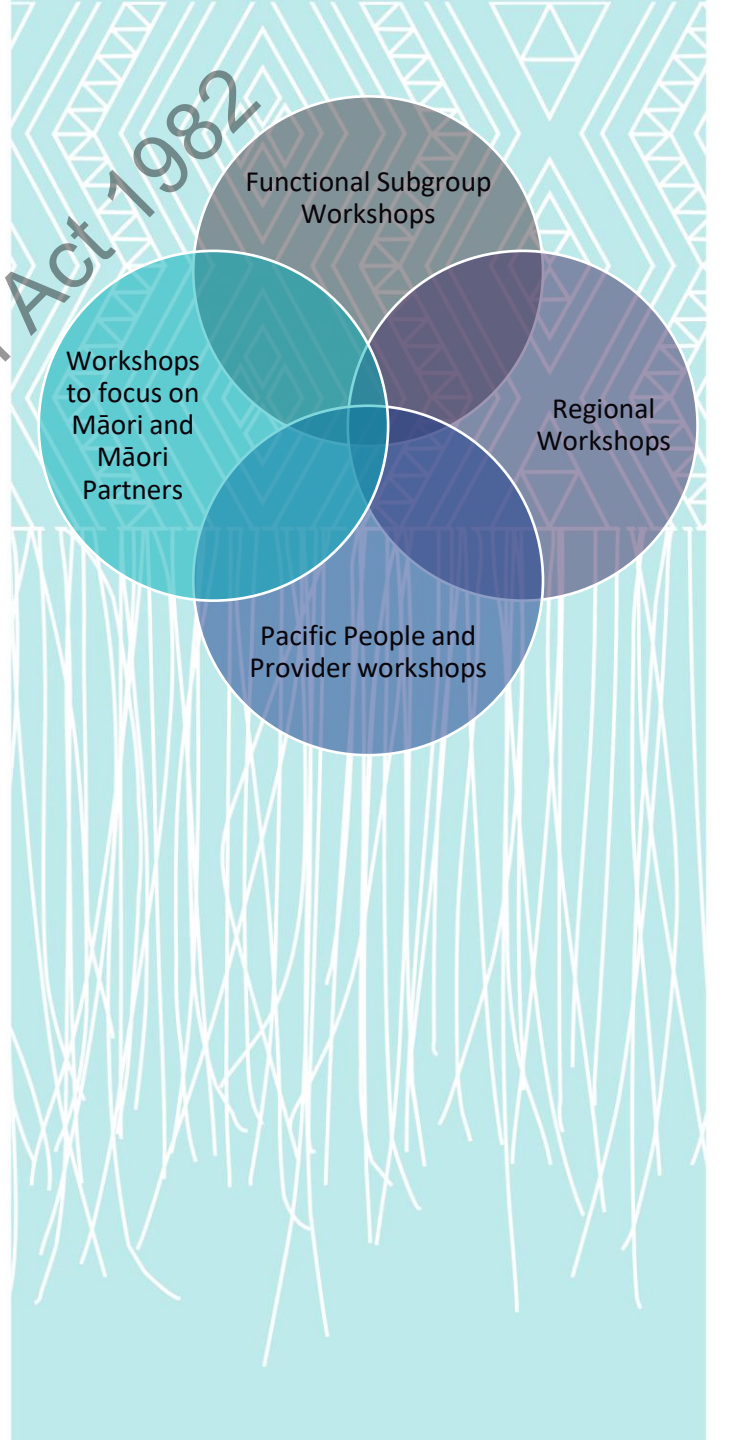 Act 1982
Functional Subgroup
Workshops
Workshops
to focus on
Māori and
Māori
Partners
Regional
Workshops
Pacific People and
Provider workshops